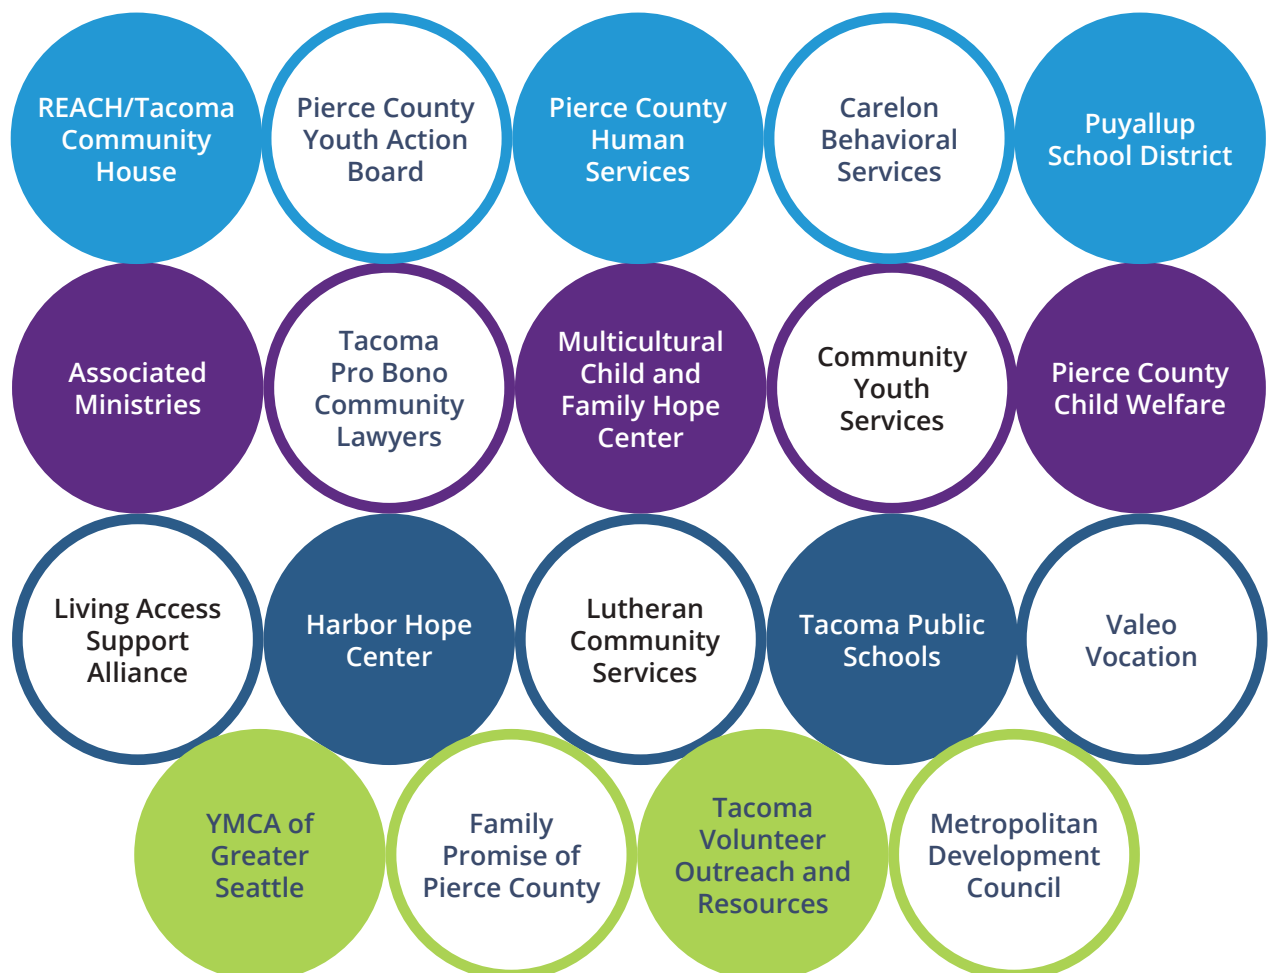 REACH/Tacoma
Community
House
Pierce County
Youth Action
Board
Pierce County
Human
Services
Carelon
Behavioral
Services
Puyallup
School District
Associated
Ministries
Tacoma
Pro Bono
Community
Lawyers
Multicultural
Child and
Family Hope
Center
Community
Youth
Services
Pierce County
Child Welfare
Living Access
Support
Alliance
Harbor Hope
Center
Lutheran
Community
Services
Tacoma Public
Schools
Valeo
Vocation
YMCA of
Greater
Seattle
Family
Promise of
Pierce County
Tacoma
Volunteer
Outreach and
Resources
Metropolitan
Development
Council